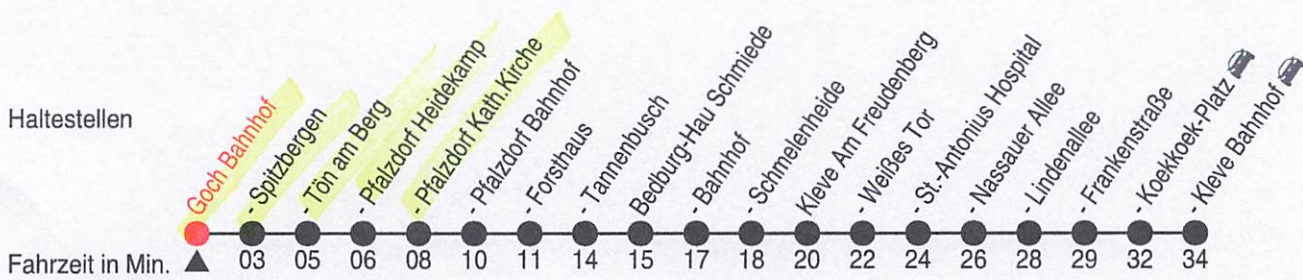 Haltestellen
Goch Bahnhof
- Spitzbergen
- Tön am Berg
- Pfalzdorf Heidekamp
- Pfalzdorf Kath.Kirche
- Pfalzdorf Bahnhof
- Forsthaus
- Tannenbusch
Bedburg-Hau Schmiede
- Bahnhof
- Schmelenheide
Kleve Am Freudenberg
- Weißes Tor
- St.-Antonius Hospital
- Nassauer Allee
- Lindenallee
- Frankenstraße
- Koekkoek-Platz
- Kleve Bahnhof
Fahrzeit in Min. 03 05 06 08 10 11 14 15 17 18 20 22 24 26 28 29 32 34